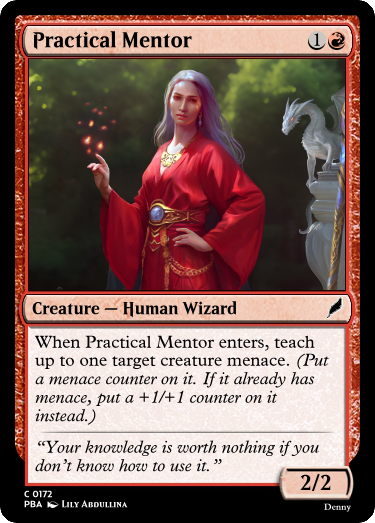 Practical Mentor 1
Creature — Human Wizard
When Practical Mentor enters, teach
up to one target creature menace. (Put
a menace counter on it. If it already has
menace, put a +1/+1 counter on it
instead.)
“Your knowledge is worth nothing if you
don’t know how to use it.”
2/2
C 0172
PBA LILY ABDULLINA
Denny